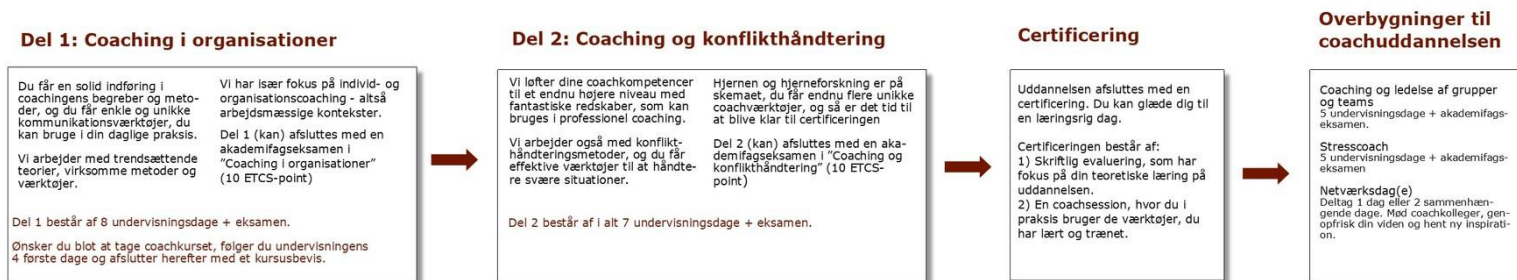 Del 1: Coaching i organisationer
Du får en solid indføring i
coachingens begreber og meto-
der, og du får enkle og unikke
kommunikationsværktøjer, du
kan bruge i din daglige praksis.
Vi arbejder med trendsættende
teorier, virksomme metoder og
værktøjer.
Vi har især fokus på individ- og
organisationscoaching - altså
arbejdsmæssige kontekster.
Del 1 (kan) afsluttes med en
akademifagseksamen i
”Coaching i organisationer”
(10 ETCS-point)
Del 1 består af 8 undervisningsdage + eksamen.
Ønsker du blot at tage coachkurset, følger du undervisningens
4 første dage og afslutter herefter med et kursusbevis.
Del 2: Coaching og konflikthåndtering
Vi løfter dine coachkompetencer
til et endnu højere niveau med
fantastiske redskaber, som kan
bruges i professionel coaching.
Vi arbejder også med konflikt-
håndteringsmetoder, og du får
effektive værktøjer til at håndte-
re svære situationer.
Hjernen og hjerneforskning er på
skemaet, du får endnu flere unikke
coachværktøjer, og så er det tid til
at blive klar til certificeringen
Del 2 (kan) afsluttes med en aka-
demifagseksamen i ”Coaching og
konflikthåndtering” (10 ETCS-
point)
Del 2 består af i alt 7 undervisningsdage + eksamen.
Certificering
Uddannelsen afsluttes med en
certificering. Du kan glæde dig til
en læringsrig dag.
Certificeringen består af:
1) Skriftlig evaluering, som har
fokus på din teoretiske læring på
uddannelsen.
2) En coachsession, hvor du i
praksis bruger de værktøjer, du
har lært og trænet.
Overbygninger til
coachuddannelsen
Coaching og ledelse af grupper
og teams
5 undervisningsdage + akademifags-
eksamen.
Stresscoach
5 undervisningsdage + akademifags-
eksamen
Netværksdag(e)
Deltag 1 dag eller 2 sammenhæn-
gende dage. Mød coachkolleger, gen-
opfrisk din viden og hent ny inspirati-
on.